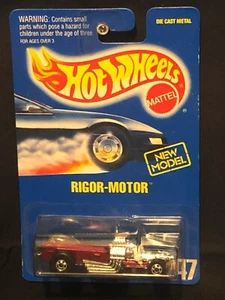 WARNING: Contains small
parts which pose a hazard for
children under the age of three
FOR AGES OVER 3
DIE CAST METAL
Hot Wheels
MATTEL
NEW
MODEL
RIGOR-MOTOR™
47